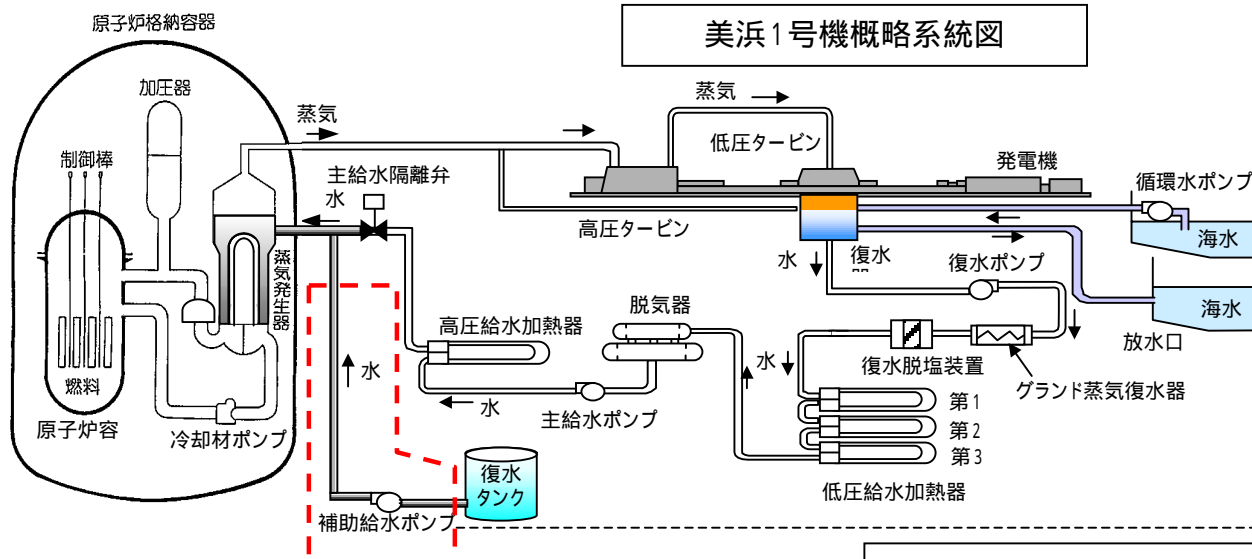 美浜1号機概略系統図
原子炉格納容器
加圧器
制御棒
燃料
原子炉容
冷却材ポンプ
蒸気発生器
蒸気
主給水隔離弁
水
蒸気
低圧タービン
高圧タービン
発電機
循環水ポンプ
海水
海水
放水口
水
復水
復水ポンプ
グランド蒸気復水器
復水脱塩装置
水
第1
第2
第3
低圧給水加熱器
脱気器
高圧給水加熱器
主給水ポンプ
水
水
復水
タンク
補助給水ポンプ